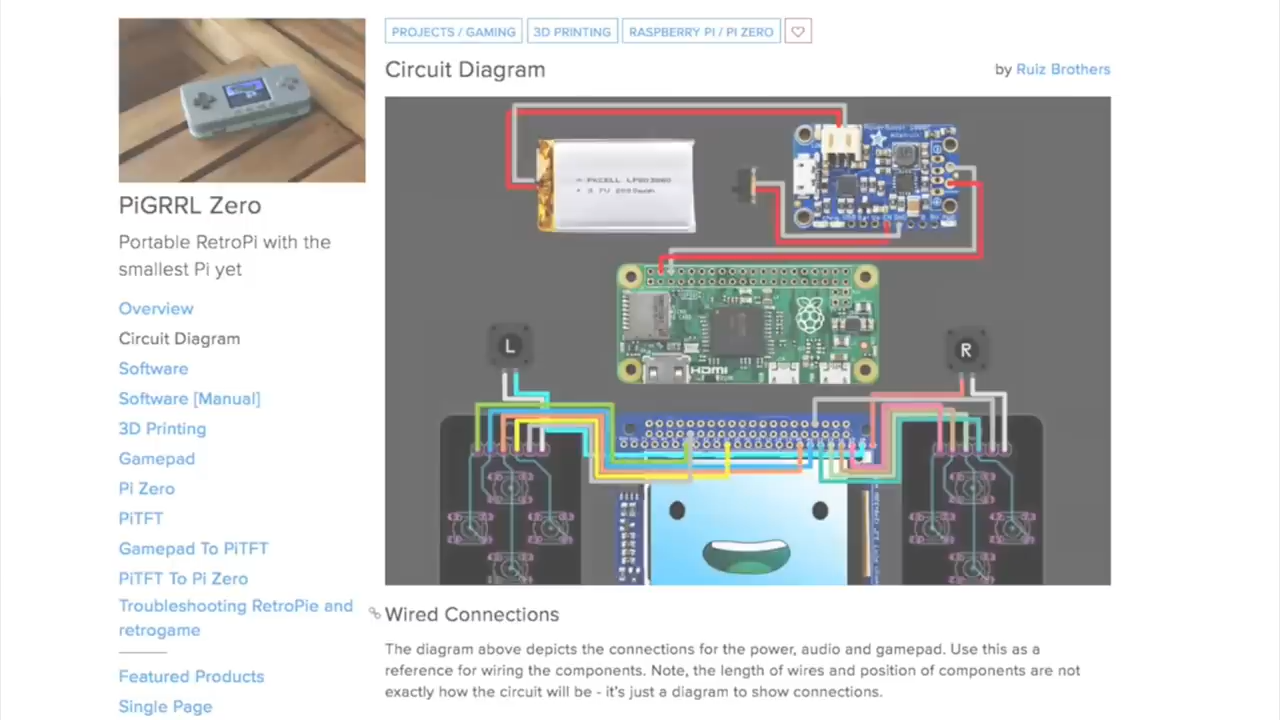 PROJECTS / GAMING
3D PRINTING
RASPBERRY PI / PI ZERO
Circuit Diagram
by Ruiz Brothers
PiGRRL Zero
Portable RetroPi with the
smallest Pi yet
Overview
Circuit Diagram
Software
Software [Manual]
3D Printing
Gamepad
Pi Zero
PiTFT
Gamepad To PiTFT
PiTFT To Pi Zero
Troubleshooting RetroPie and
retrogame
Featured Products
Single Page
L
HDMI
R
Wired Connections
The diagram above depicts the connections for the power, audio and gamepad. Use this as a
reference for wiring the components. Note, the length of wires and position of components are not
exactly how the circuit will be - it's just a diagram to show connections.